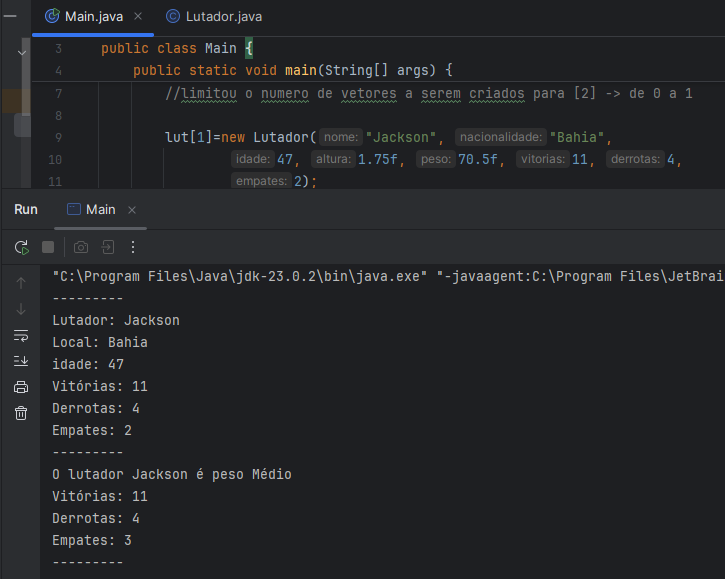 Main.java × Lutador.java
3 public class Main {
4 public static void main(String[] args) {
7 //limitou o numero de vetores a serem criados para [2] -> de 0 a 1
8
9 lut[1]=new Lutador( nome: "Jackson", nacionalidade: "Bahia",
10 idade: 47, altura: 1.75f, peso: 70.5f, vitorias: 11, derrotas: 4,
11 empates: 2);
Run Main ×
"C:\Program Files\Java\jdk-23.0.2\bin\java.exe" "-javaagent:C:\Program Files\JetBrai
---------
Lutador: Jackson
Local: Bahia
idade: 47
Vitórias: 11
Derrotas: 4
Empates: 2
---------
O lutador Jackson é peso Médio
Vitórias: 11
Derrotas: 4
Empates: 3
---------